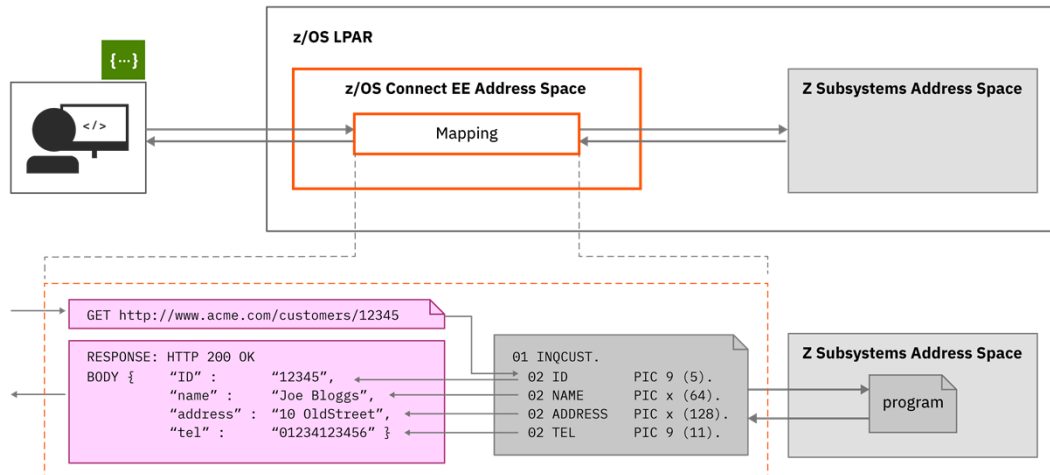 z/OS LPAR
{...}
z/OS Connect EE Address Space
Z Subsystems Address Space
</>
Mapping
GET http://www.acme.com/customers/12345
RESPONSE: HTTP 200 OK
BODY { “ID” : “12345”,
“name” : “Joe Bloggs”,
“address” : “10 OldStreet”,
“tel” : “01234123456” }
01 INQCUST.
02 ID PIC 9 (5).
02 NAME PIC x (64).
02 ADDRESS PIC x (128).
02 TEL PIC 9 (11).
Z Subsystems Address Space
program